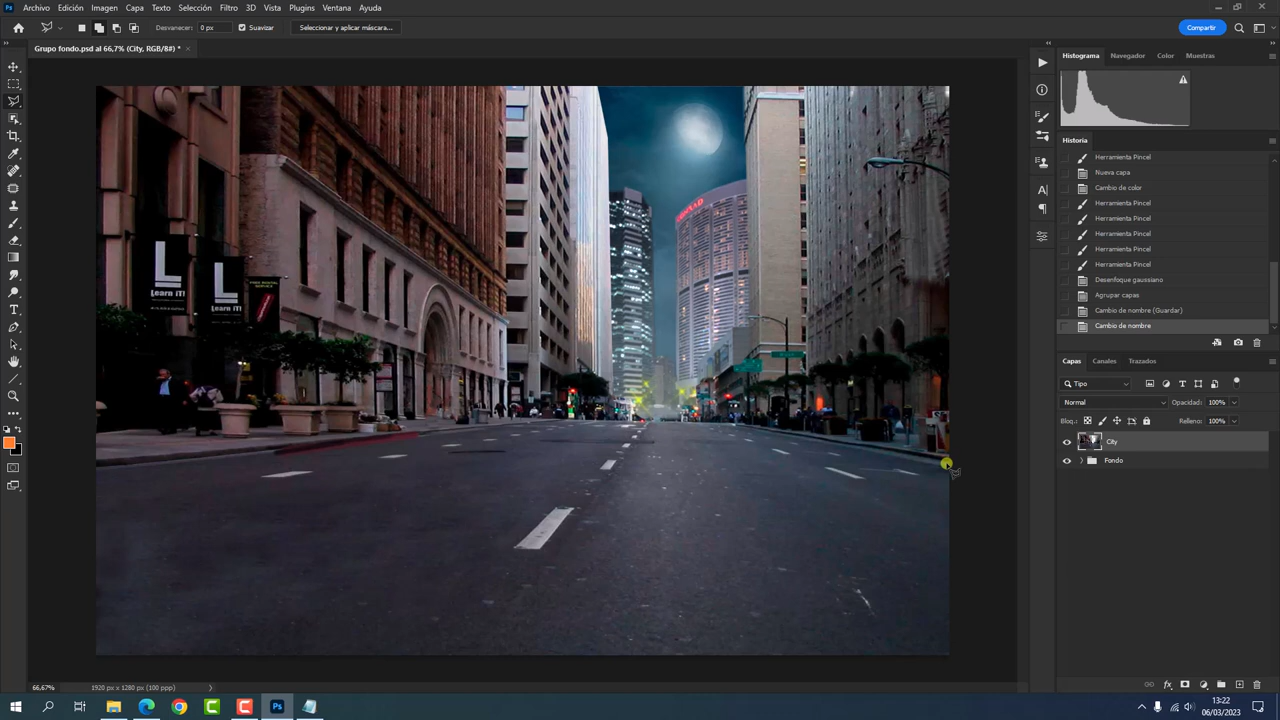 Archivo Edición Imagen Capa Texto Selección Filtro 3D Vista Plugins Ventana Ayuda
Desvanecer: 0 px Suavizar Seleccionar y aplicar máscara... Compartir
Grupo fondo.psd al 66,7% (City, RGB/8#) *
Histograma Navegador Color Muestras
Historia
Herramienta Pincel
Nueva capa
Cambio de color
Herramienta Pincel
Herramienta Pincel
Herramienta Pincel
Herramienta Pincel
Herramienta Pincel
Desenfoque gaussiano
Agrupar capas
Cambio de nombre (Guardar)
Cambio de nombre
Capas Canales Trazados
Tipo
Normal Opacidad: 100%
Bloq.: Relleno: 100%
City
Fondo
L
Learn iT!
L
Learn iT!
66,67% 1920 px x 1280 px (100 ppp)
13:22
06/03/2023